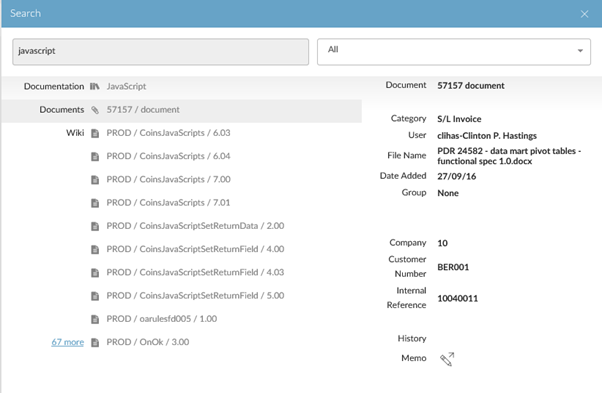 Search
javascript
All
Documentation JavaScript
Documents 57157 / document
Wiki PROD / CoinsJavaScripts / 6.03
PROD / CoinsJavaScripts / 6.04
PROD / CoinsJavaScripts / 7.00
PROD / CoinsJavaScripts / 7.01
PROD / CoinsJavaScriptSetReturnData / 2.00
PROD / CoinsJavaScriptSetReturnField / 4.00
PROD / CoinsJavaScriptSetReturnField / 4.03
PROD / CoinsJavaScriptSetReturnField / 5.00
PROD / oarulesfd005 / 1.00
67 more PROD / OnOk / 3.00
Document 57157 document
Category S/L Invoice
User clihas-Clinton P. Hastings
File Name PDR 24582 - data mart pivot tables -
functional spec 1.0.docx
Date Added 27/09/16
Group None
Company 10
Customer
Number BER001
Internal
Reference 10040011
History
Memo